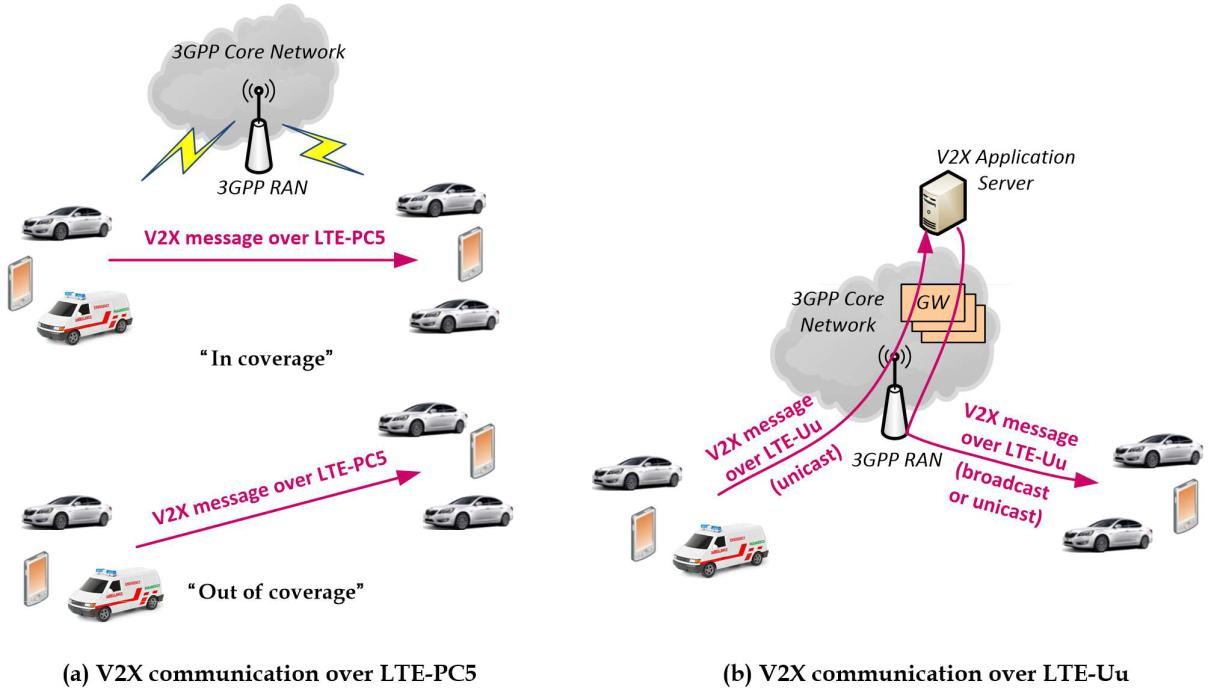 3GPP Core Network
3GPP RAN
V2X message over LTE-PC5
“In coverage”
V2X message over LTE-PC5
“Out of coverage”
(a) V2X communication over LTE-PC5
V2X Application
Server
3GPP Core
Network
GW
V2X message
over LTE-Uu
(unicast)
3GPP RAN
V2X message
over LTE-Uu
(broadcast
or unicast)
(b) V2X communication over LTE-Uu